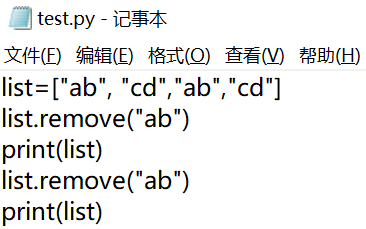 test.py - 记事本
文件(F) 编辑(E) 格式(O) 查看(V) 帮助(H)
list=["ab", "cd","ab","cd"]
list.remove("ab")
print(list)
list.remove("ab")
print(list)